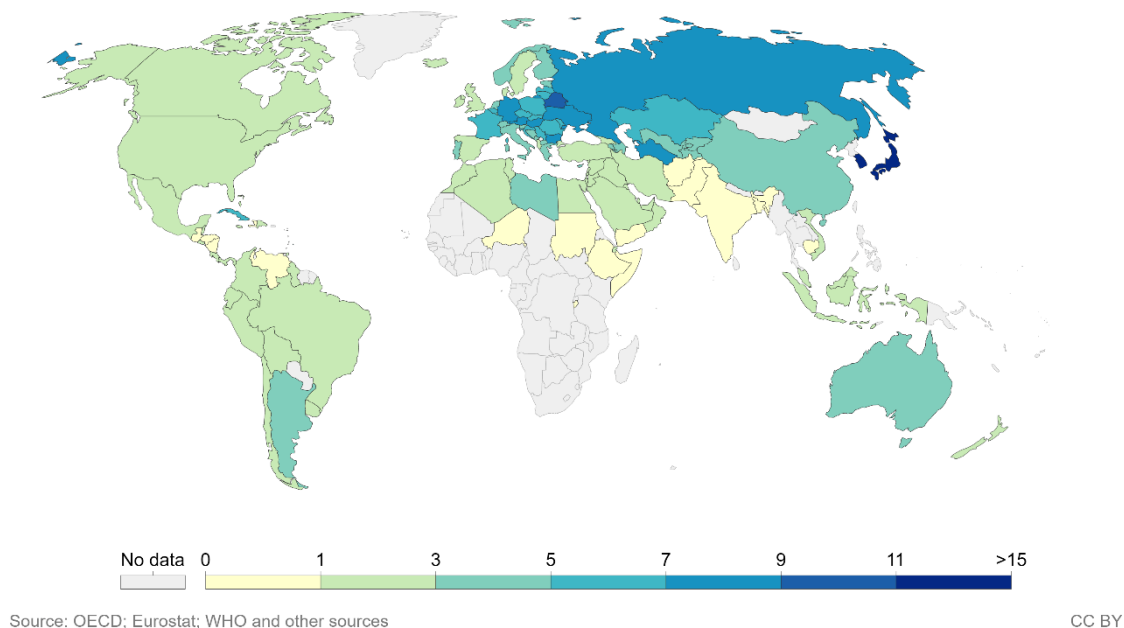 No data 0 1 3 5 7 9 11 >15
Source: OECD; Eurostat; WHO and other sources CC BY